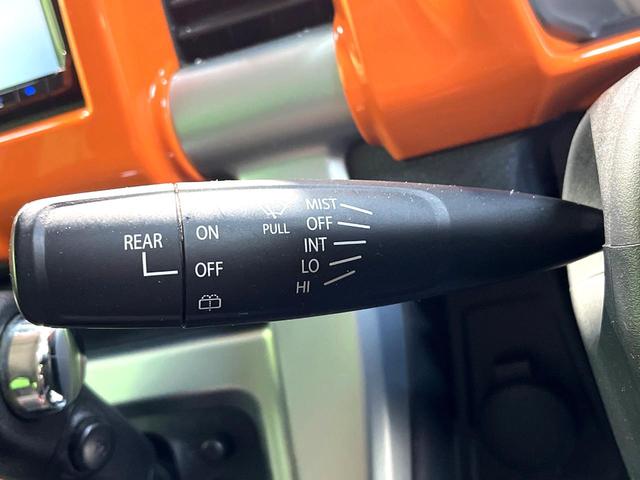 REAR
ON
OFF
PULL
MIST
OFF
INT
LO
HI